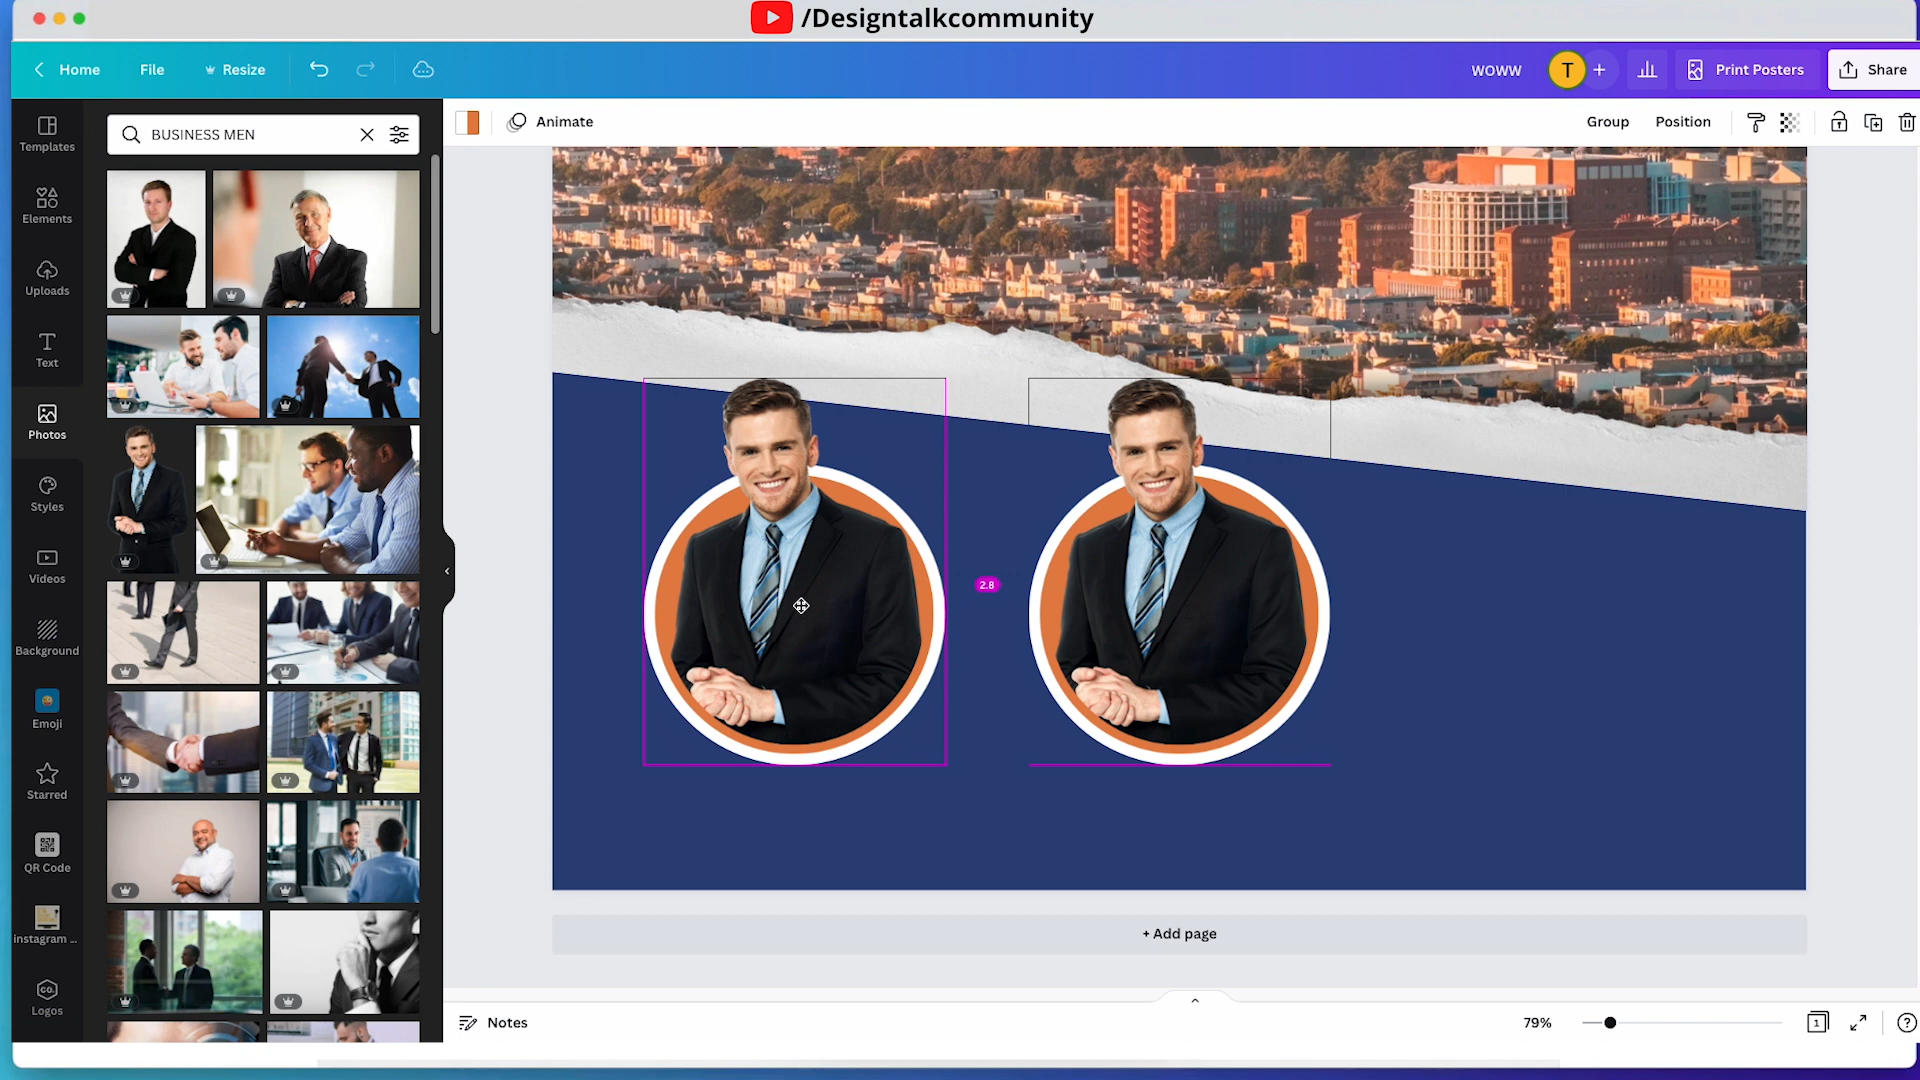 /Designtalkcommunity
Home File Resize WOWW T + Print Posters Share
BUSINESS MEN
Animate Group Position
Templates
Elements
Uploads
Text
Photos
Styles
Videos
Background
Emoji
Starred
QR Code
instagram ...
CO.
Logos
2.8
+ Add page
Notes 79% 1 ?